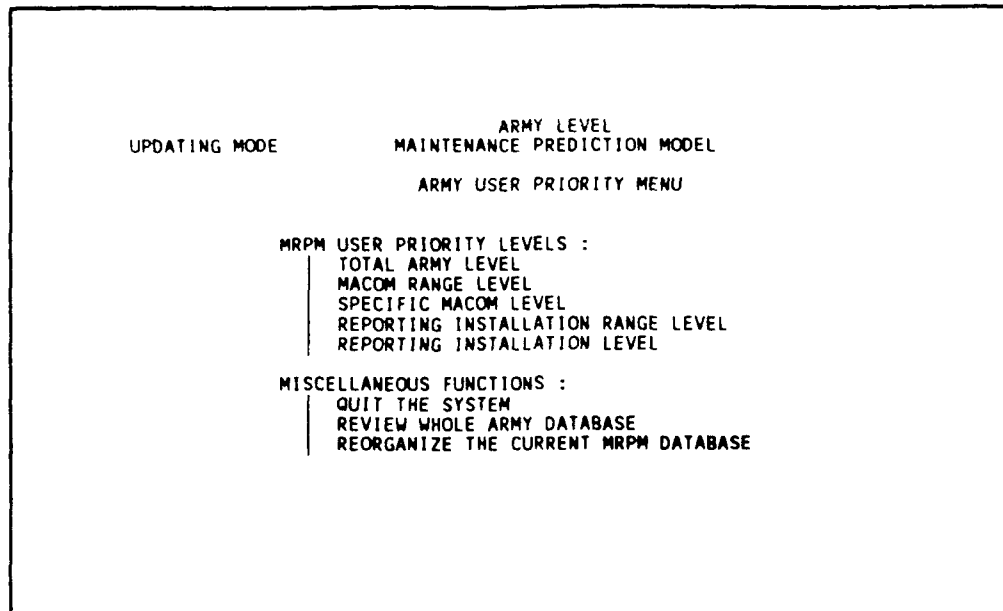 ARMY LEVEL
UPDATING MODE MAINTENANCE PREDICTION MODEL
ARMY USER PRIORITY MENU
MRPM USER PRIORITY LEVELS :
TOTAL ARMY LEVEL
MACOM RANGE LEVEL
SPECIFIC MACOM LEVEL
REPORTING INSTALLATION RANGE LEVEL
REPORTING INSTALLATION LEVEL
MISCELLANEOUS FUNCTIONS :
QUIT THE SYSTEM
REVIEW WHOLE ARMY DATABASE
REORGANIZE THE CURRENT MRPM DATABASE